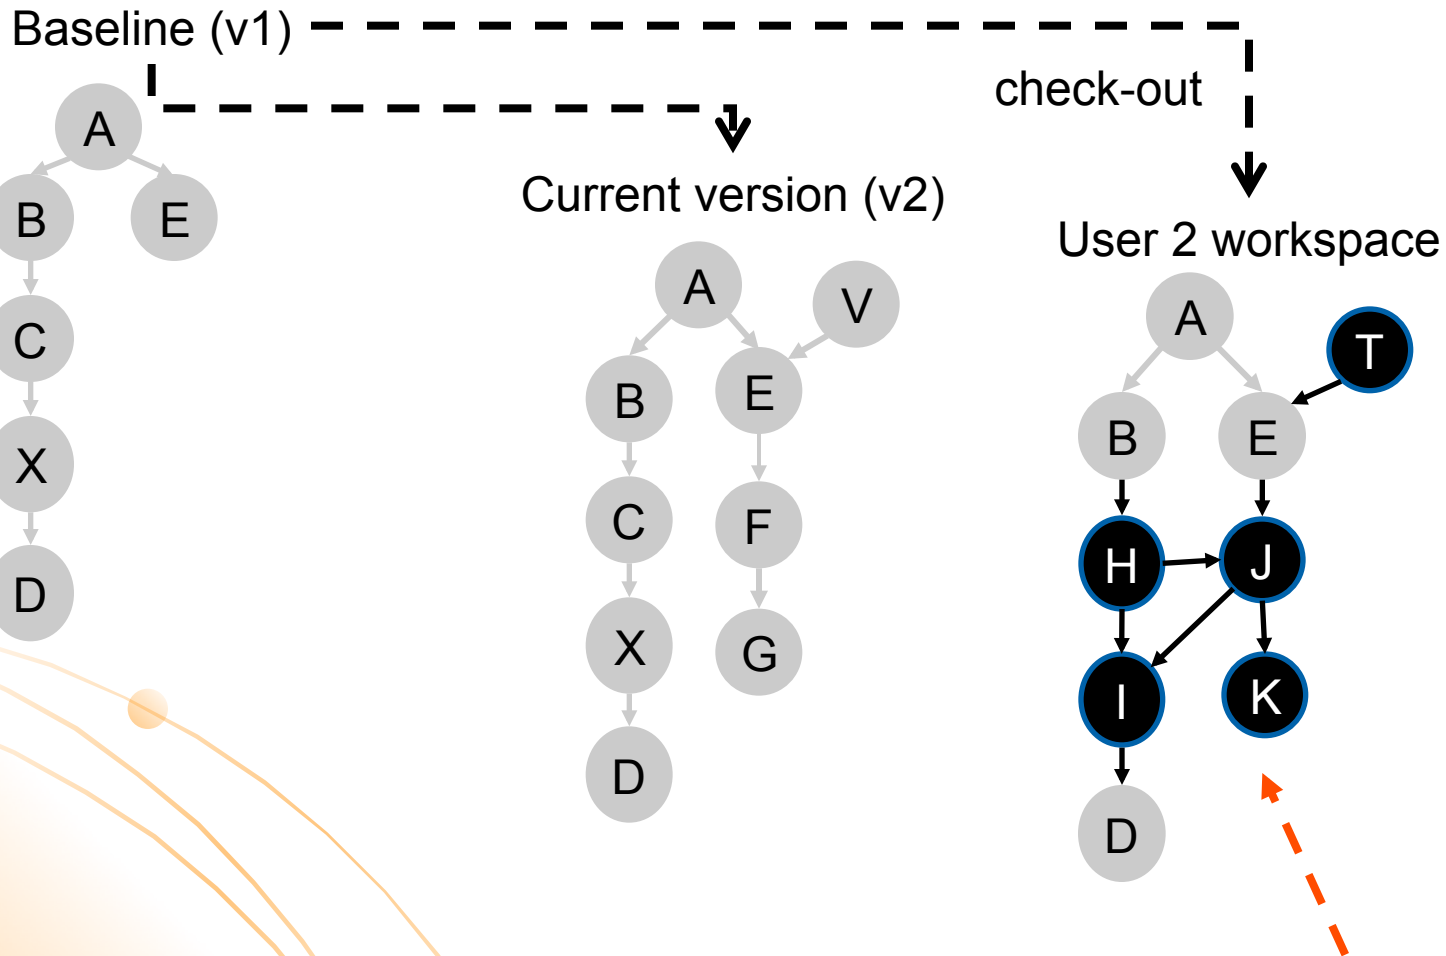 Baseline (v1)
check-out
Current version (v2)
User 2 workspace
A
B
E
C
X
D
A
V
B
E
C
F
X
G
D
A
T
B
E
H
J
I
K
D